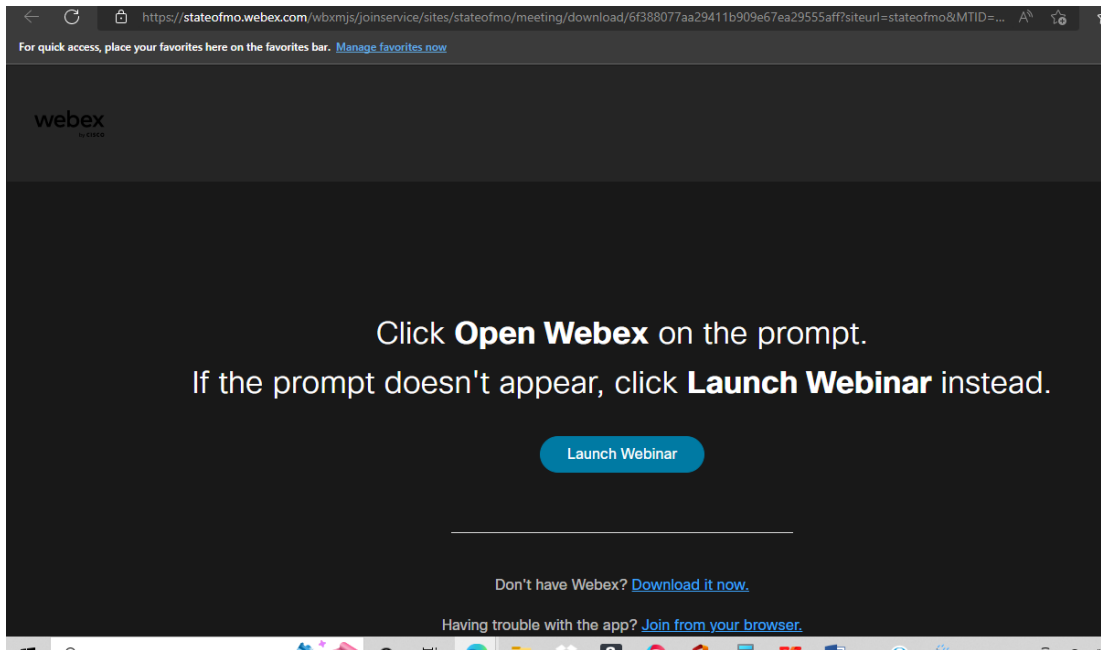 https://stateofmo.webex.com/wbxmjs/joinservice/sites/stateofmo/meeting/download/6f388077aa29411b909e67ea29555aff?siteurl=stateofmo&MTID=...
For quick access, place your favorites here on the favorites bar. Manage favorites now
webex
by CISCO
Click Open Webex on the prompt.
If the prompt doesn't appear, click Launch Webinar instead.
Launch Webinar
Don't have Webex? Download it now.
Having trouble with the app? Join from your browser.